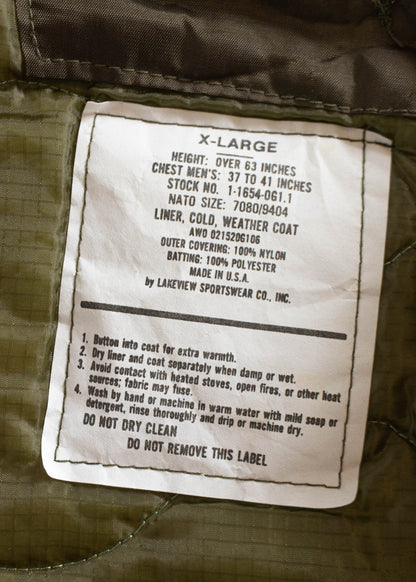 X-LARGE
HEIGHT: OVER 63 INCHES
CHEST MEN'S: 37 TO 41 INCHES
STOCK NO. 1-1654-061.1
NATO SIZE: 7080/9404
LINER, COLD, WEATHER COAT
AWD 0215206106
OUTER COVERING: 100% NYLON
BATTING: 100% POLYESTER
MADE IN U.S.A.
by LAKEVIEW SPORTSWEAR CO., INC.
1. Button into coat for extra warmth.
2. Dry liner and coat separately when damp or wet.
3. Avoid contact with heated stoves, open fires, or other heat
sources; fabric may fuse.
4. Wash by hand or machine in warm water with mild soap or
detergent, rinse thoroughly and drip or machine dry.
DO NOT DRY CLEAN
DO NOT REMOVE THIS LABEL